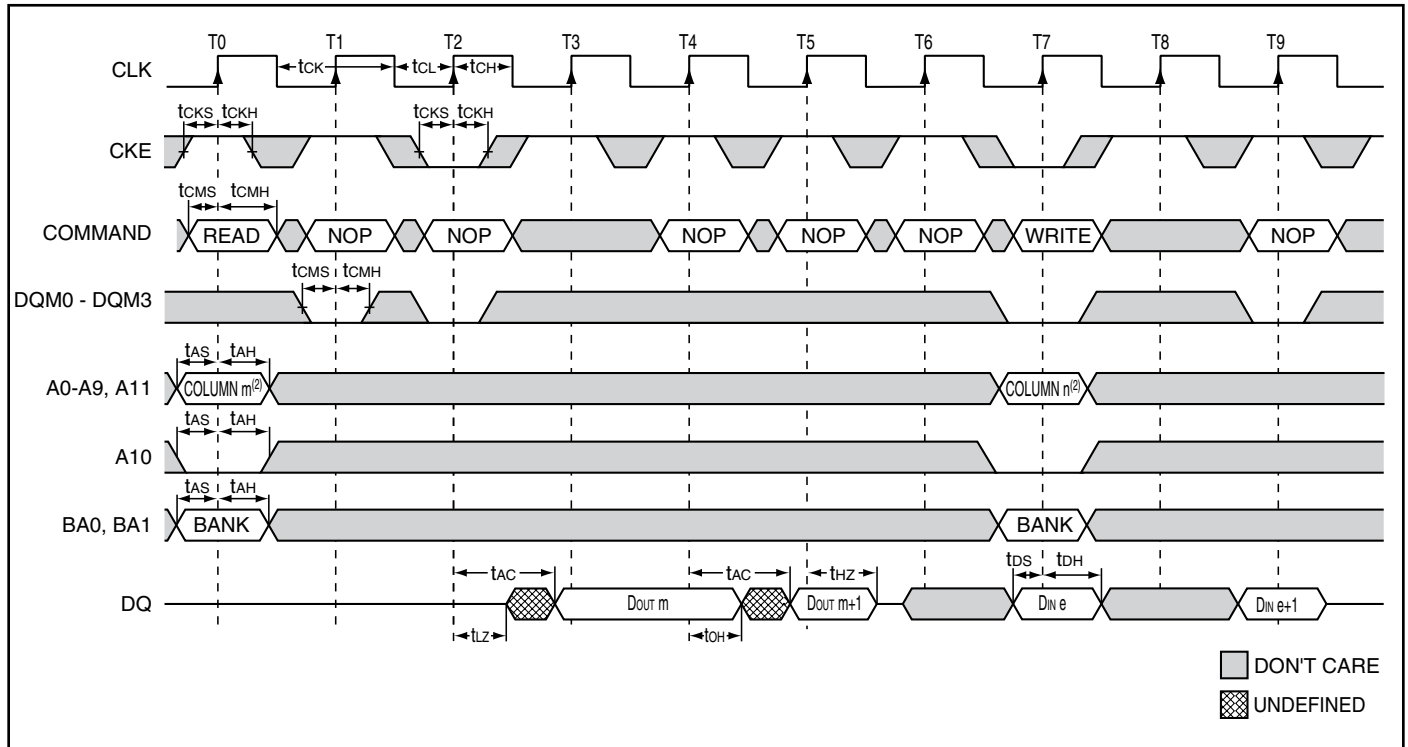 T0 T1 T2 T3 T4 T5 T6 T7 T8 T9
CLK tCK tCL tCH
tCKS tCKH tCKS tCKH
CKE
tCMS tCMH
COMMAND READ NOP NOP NOP NOP NOP WRITE NOP
tCMS tCMH
DQM0 - DQM3
tAS tAH
A0-A9, A11 COLUMN m(2) COLUMN n(2)
tAS tAH
A10
tAS tAH
BA0, BA1 BANK BANK
tAC tAC tHZ tDS tDH
DQ DOUT m DOUT m+1 DIN e DIN e+1
tLZ tOH
DON'T CARE
UNDEFINED